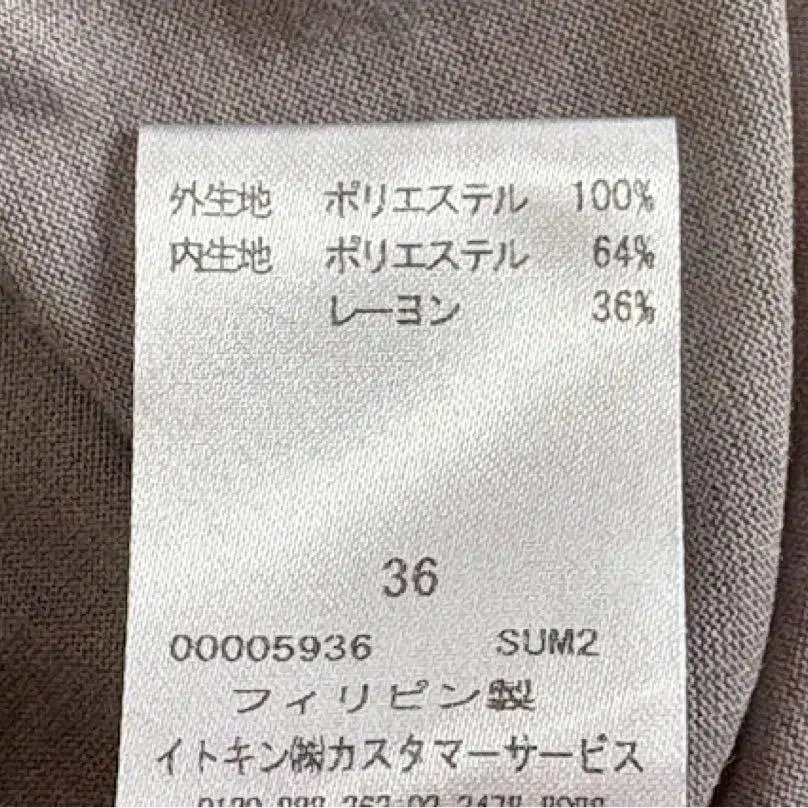 外生地 ポリエステル 100%
内生地 ポリエステル 64%
レーヨン 36%
36
00005936 SUM2
フィリピン製
イトキン㈱カスタマーサービス